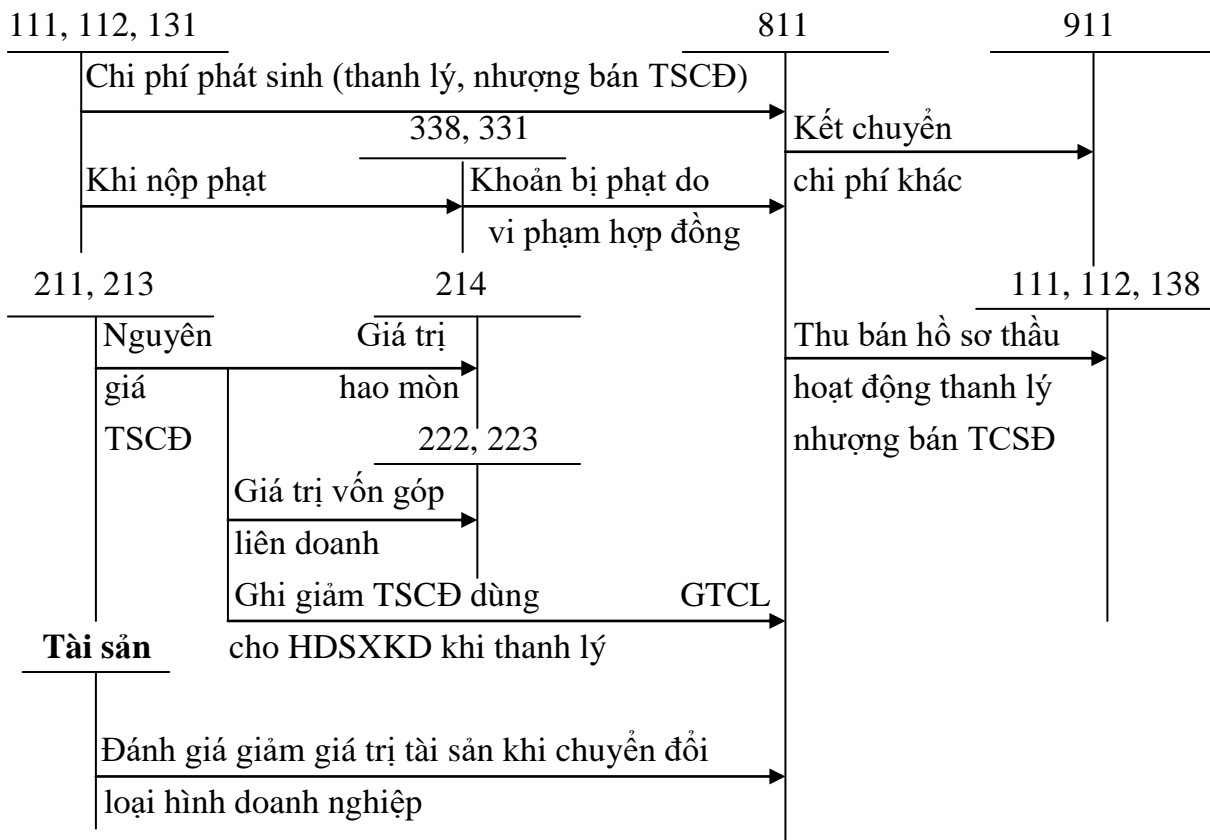 111, 112, 131
811
911
Chi phí phát sinh (thanh lý, nhượng bán TSCĐ)
338, 331
Kết chuyển
chi phí khác
Khi nộp phạt
Khoản bị phạt do
vi phạm hợp đồng
211, 213
214
111, 112, 138
Nguyên
giá
TSCĐ
Giá trị
hao mòn
Thu bán hồ sơ thầu
hoạt động thanh lý
nhượng bán TCSĐ
222, 223
Giá trị vốn góp
liên doanh
Ghi giảm TSCĐ dùng
GTCL
cho HDSXKD khi thanh lý
Tài sản
Đánh giá giảm giá trị tài sản khi chuyển đổi
loại hình doanh nghiệp